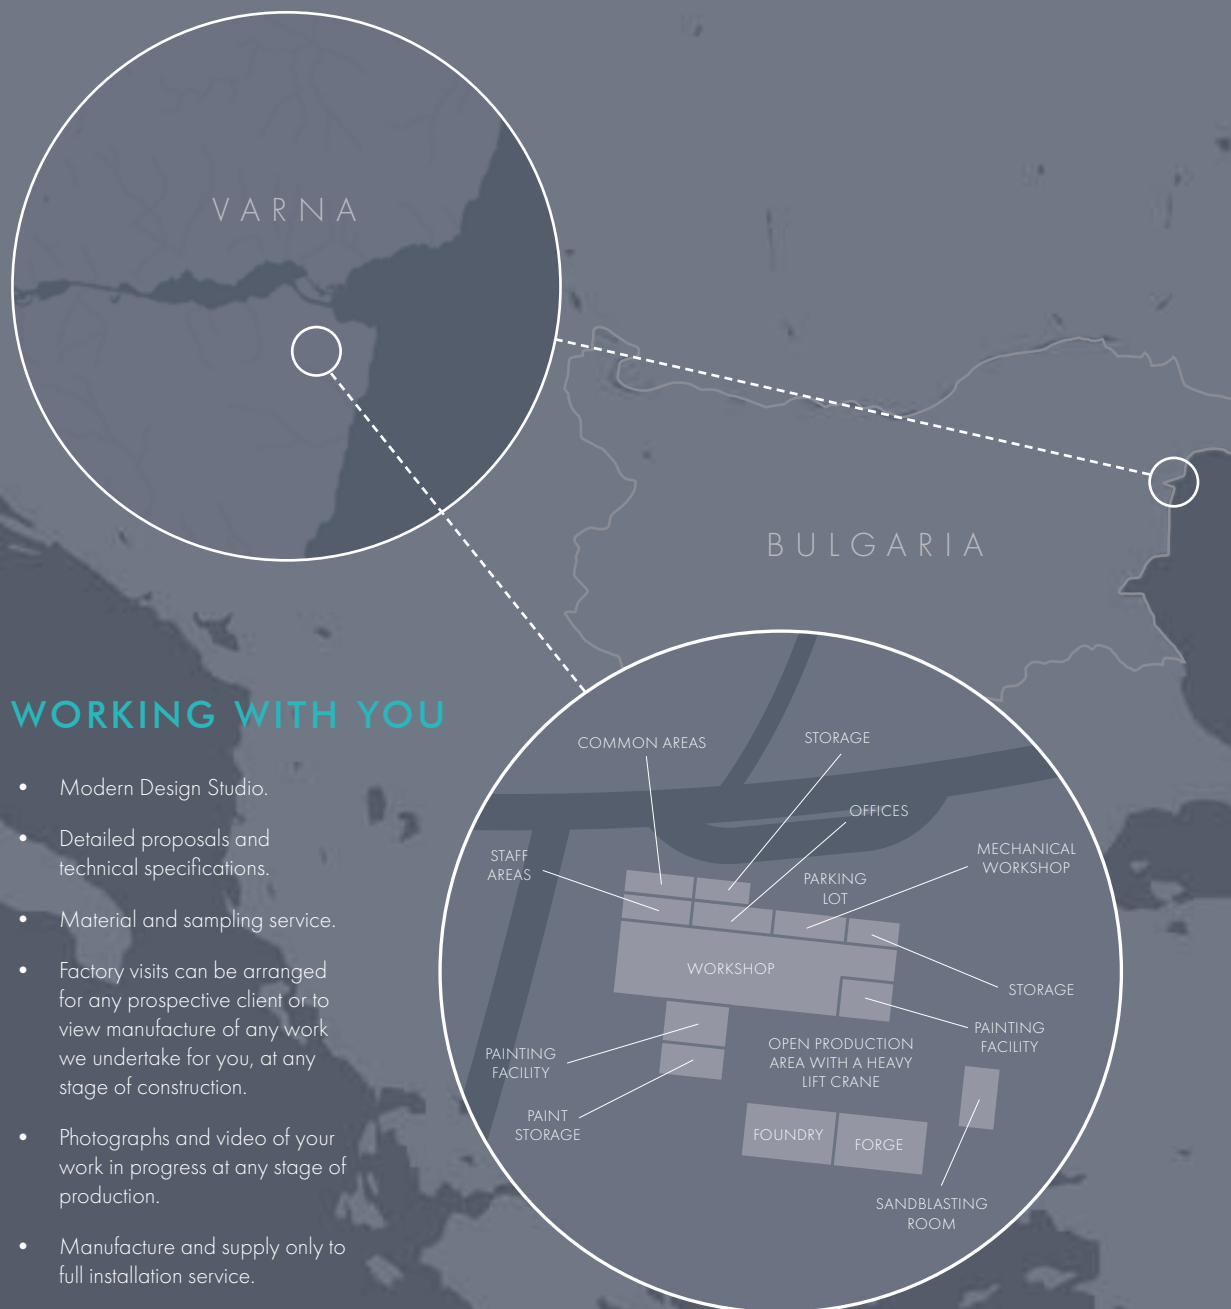 VARNA
BULGARIA
WORKING WITH YOU
• Modern Design Studio.
• Detailed proposals and
technical specifications.
• Material and sampling service.
• Factory visits can be arranged
for any prospective client or to
view manufacture of any work
we undertake for you, at any
stage of construction.
• Photographs and video of your
work in progress at any stage of
production.
• Manufacture and supply only to
full installation service.
COMMON AREAS
STORAGE
OFFICES
STAFF
AREAS
MECHANICAL
WORKSHOP
PARKING
LOT
WORKSHOP
STORAGE
PAINTING
FACILITY
PAINTING
FACILITY
OPEN PRODUCTION
AREA WITH A HEAVY
LIFT CRANE
PAINT
STORAGE
FOUNDRY
FORGE
SANDBLASTING
ROOM